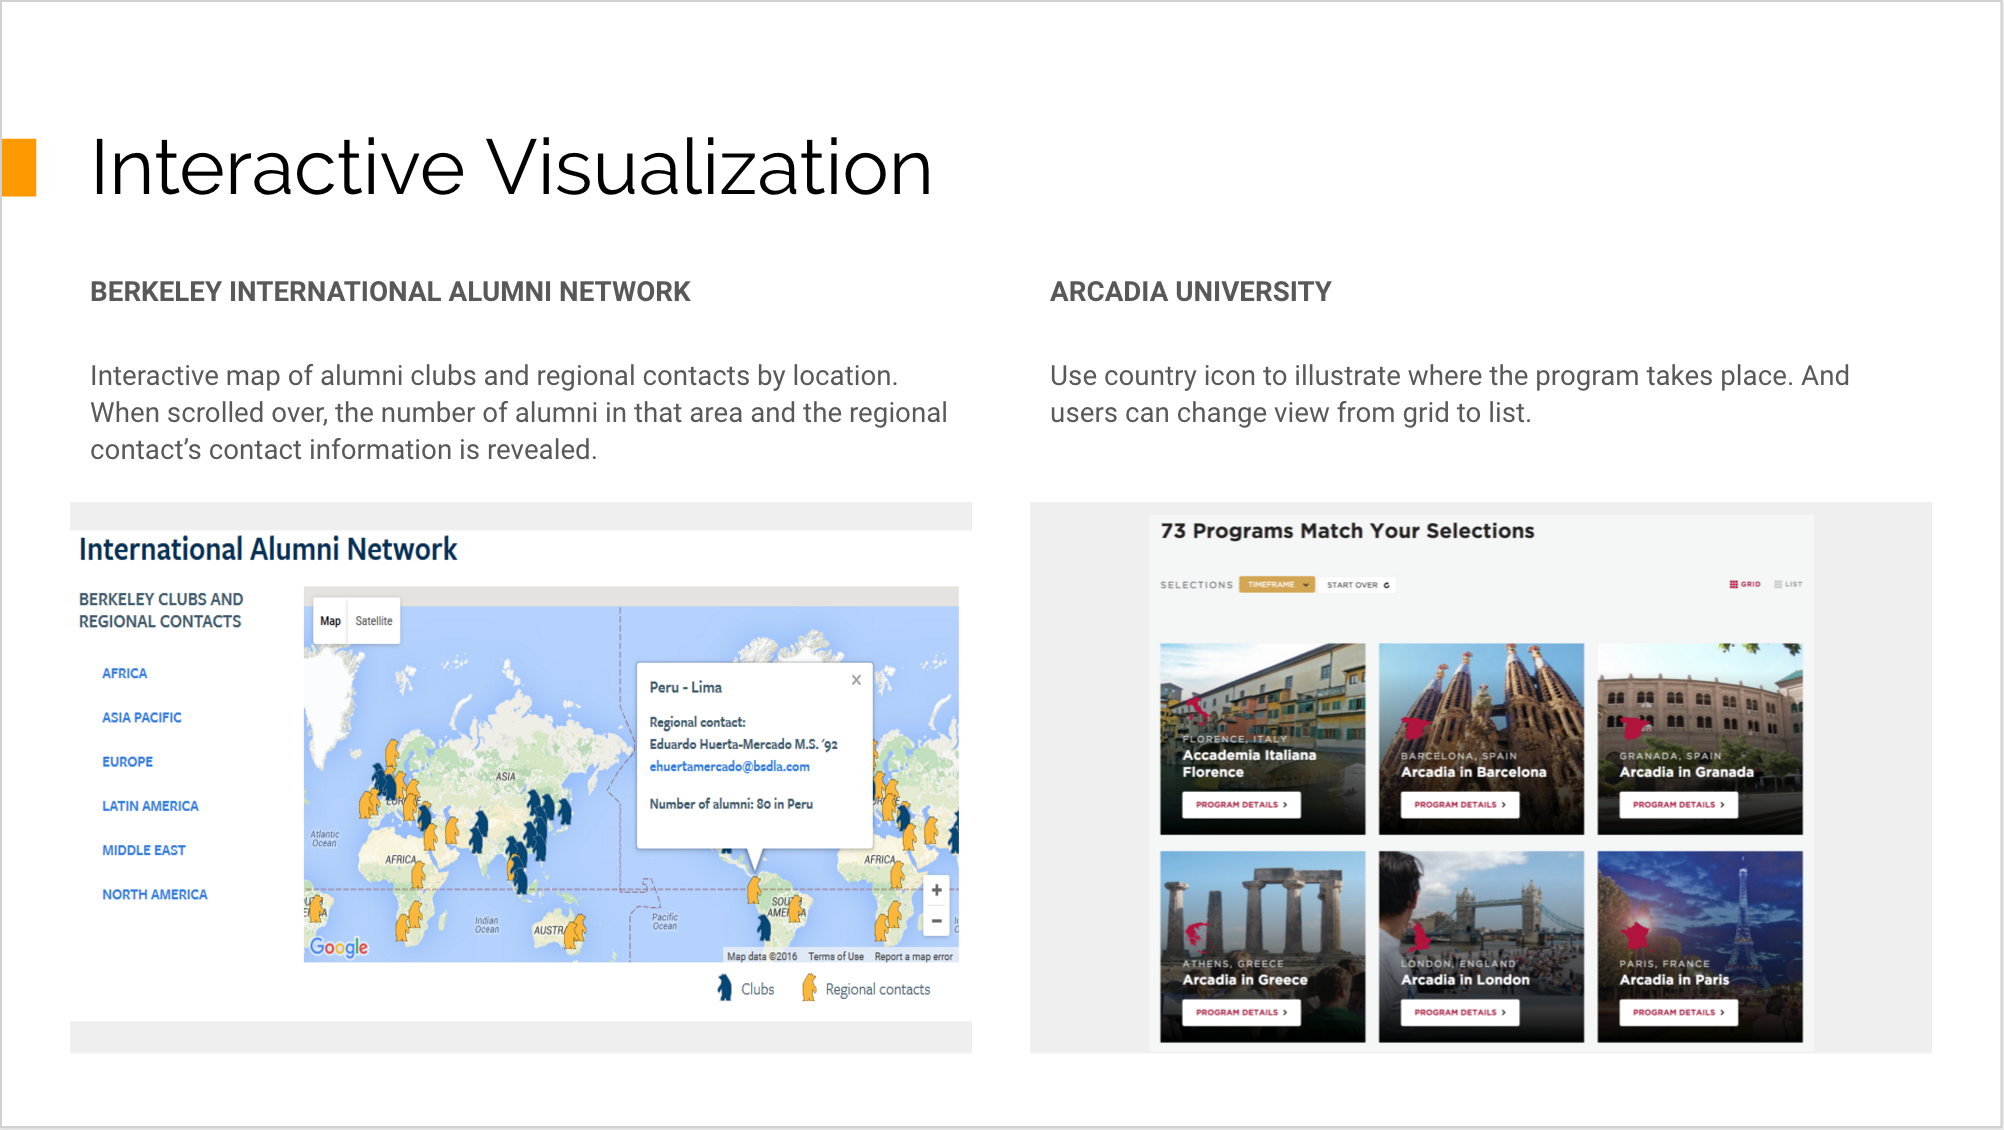 Interactive Visualization
BERKELEY INTERNATIONAL ALUMNI NETWORK
Interactive map of alumni clubs and regional contacts by location.
When scrolled over, the number of alumni in that area and the regional
contact’s contact information is revealed.
International Alumni Network
BERKELEY CLUBS AND
REGIONAL CONTACTS
AFRICA
ASIA PACIFIC
EUROPE
LATIN AMERICA
MIDDLE EAST
NORTH AMERICA
Map Satellite
Peru - Lima
Regional contact:
Eduardo Huerta-Mercado M.S. '92
ehuertamercado@bsdla.com
Number of alumni: 80 in Peru
ASIA
Atlantic
Ocean
AFRICA
AFRICA
Indian
Ocean
Pacific
Ocean
Google
Map data ©2016 Terms of Use Report a map error
Clubs Regional contacts
ARCADIA UNIVERSITY
Use country icon to illustrate where the program takes place. And
users can change view from grid to list.
73 Programs Match Your Selections
SELECTIONS TIMEFRAME START OVER GRID LIST
FLORENCE, ITALY
Accademia Italiana
Florence
PROGRAM DETAILS
BARCELONA, SPAIN
Arcadia in Barcelona
PROGRAM DETAILS
GRANADA, SPAIN
Arcadia in Granada
PROGRAM DETAILS
ATHENS, GREECE
Arcadia in Greece
PROGRAM DETAILS
LONDON, ENGLAND
Arcadia in London
PROGRAM DETAILS
PARIS, FRANCE
Arcadia in Paris
PROGRAM DETAILS